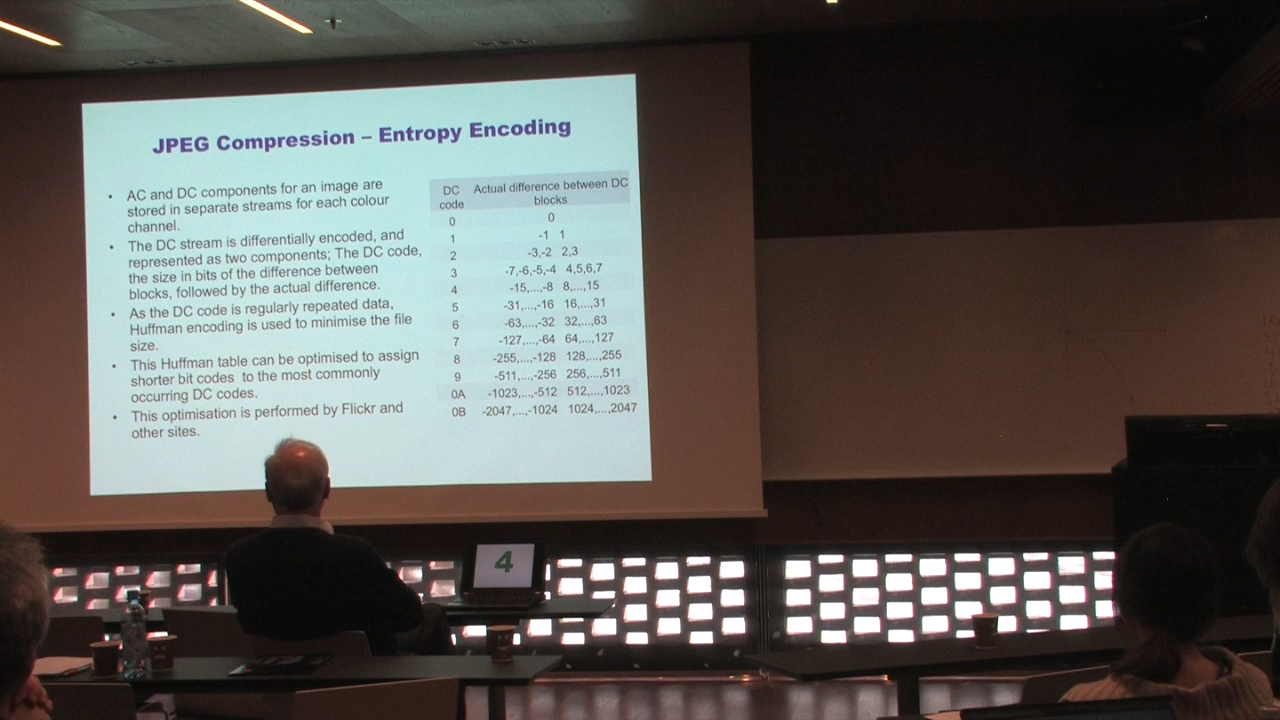 JPEG Compression – Entropy Encoding
• AC and DC components for an image are
stored in separate streams for each colour
channel.
• The DC stream is differentially encoded, and
represented as two components; The DC code,
the size in bits of the difference between
blocks, followed by the actual difference.
• As the DC code is regularly repeated data,
Huffman encoding is used to minimise the file
size.
• This Huffman table can be optimised to assign
shorter bit codes to the most commonly
occurring DC codes.
• This optimisation is performed by Flickr and
other sites.
DC code Actual difference between DC blocks
0 0
1 -1 1
2 -3,-2 2,3
3 -7,-6,-5,-4 4,5,6,7
4 -15,...,-8 8,...,15
5 -31,...,-16 16,...,31
6 -63,...,-32 32,...,63
7 -127,...,-64 64,...,127
8 -255,...,-128 128,...,255
9 -511,...,-256 256,...,511
0A -1023,...,-512 512,...,1023
0B -2047,...,-1024 1024,...,2047
4